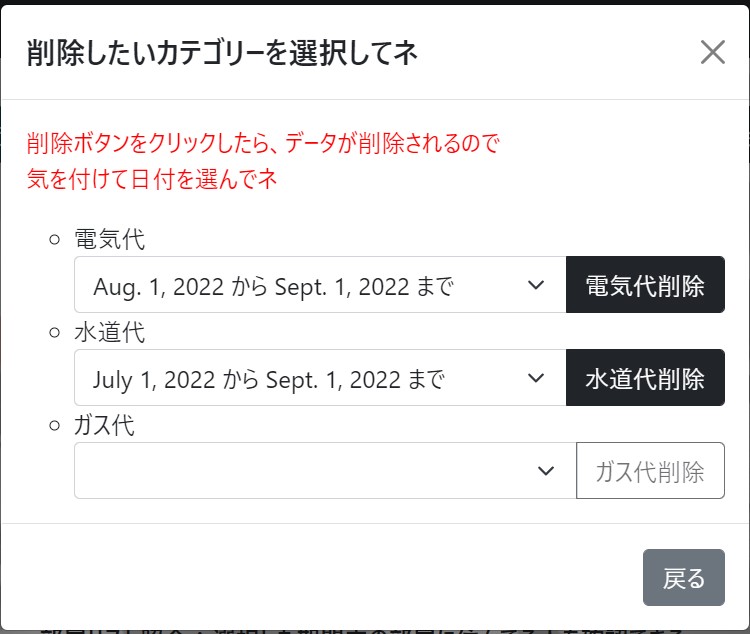 削除したいカテゴリーを選択してネ
削除ボタンをクリックしたら、データが削除されるので
気を付けて日付を選んでネ
電気代
Aug. 1, 2022 から Sept. 1, 2022 まで 電気代削除
水道代
July 1, 2022 から Sept. 1, 2022 まで 水道代削除
ガス代
ガス代削除
戻る